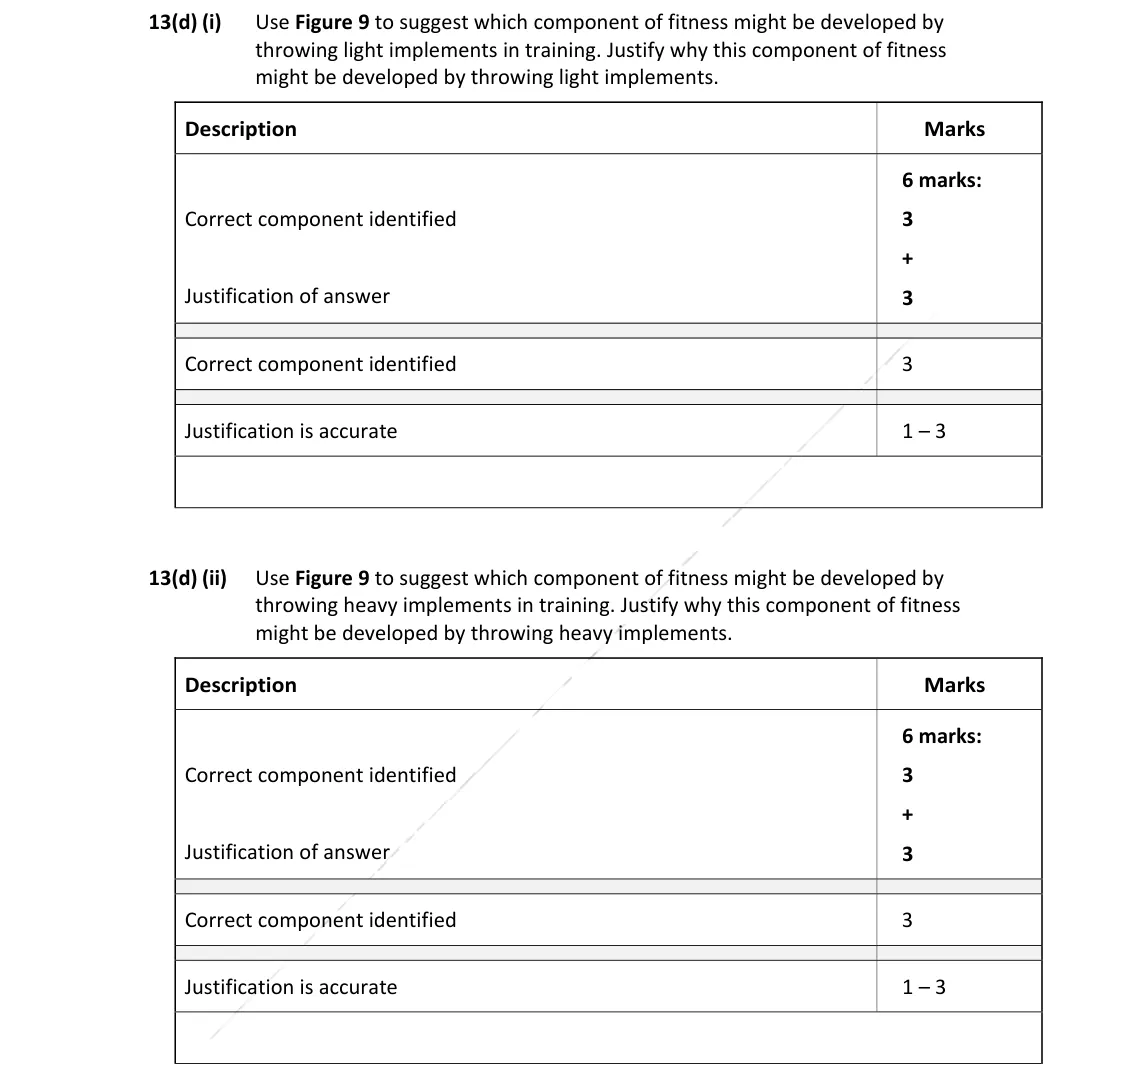 13(d) (i) Use Figure 9 to suggest which component of fitness might be developed by
throwing light implements in training. Justify why this component of fitness
might be developed by throwing light implements.
Description Marks
6 marks:
Correct component identified 3
+
Justification of answer 3
Correct component identified 3
Justification is accurate 1 – 3
13(d) (ii) Use Figure 9 to suggest which component of fitness might be developed by
throwing heavy implements in training. Justify why this component of fitness
might be developed by throwing heavy implements.
Description Marks
6 marks:
Correct component identified 3
+
Justification of answer 3
Correct component identified 3
Justification is accurate 1 – 3